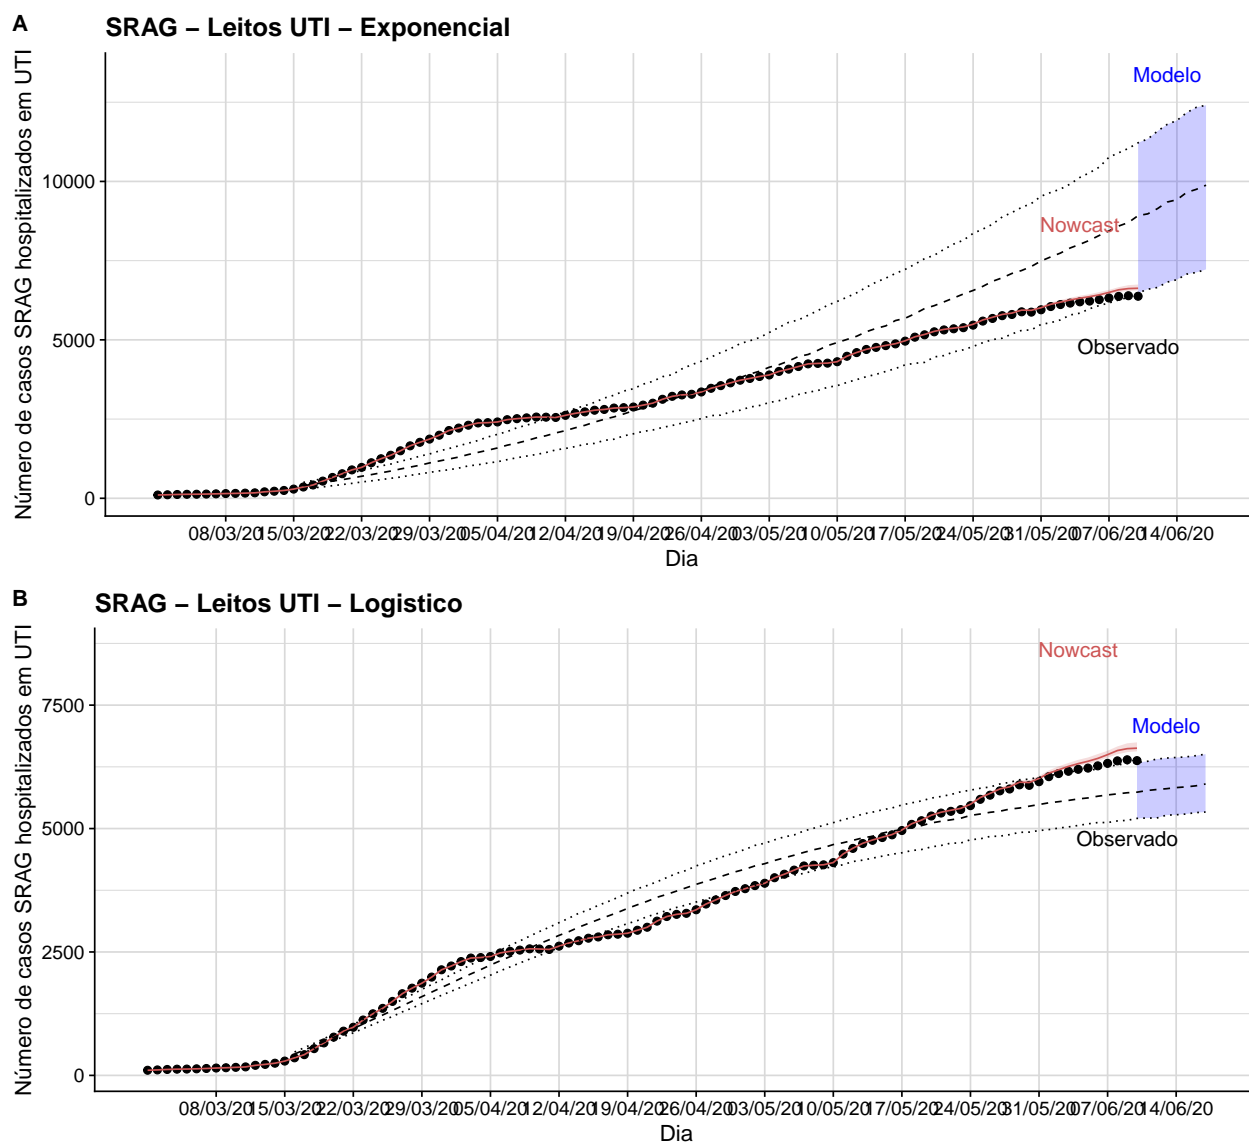 A
SRAG – Leitos UTI – Exponencial
Número de casos SRAG hospitalizados em UTI
10000
5000
0
Modelo
Nowcast
Observado
08/03/20 15/03/20 22/03/20 29/03/20 05/04/20 12/04/20 19/04/20 26/04/20 03/05/20 10/05/20 17/05/20 24/05/20 31/05/20 07/06/20 14/06/20
Dia
B
SRAG – Leitos UTI – Logistico
Número de casos SRAG hospitalizados em UTI
7500
5000
2500
0
Nowcast
Modelo
Observado
08/03/20 15/03/20 22/03/20 29/03/20 05/04/20 12/04/20 19/04/20 26/04/20 03/05/20 10/05/20 17/05/20 24/05/20 31/05/20 07/06/20 14/06/20
Dia